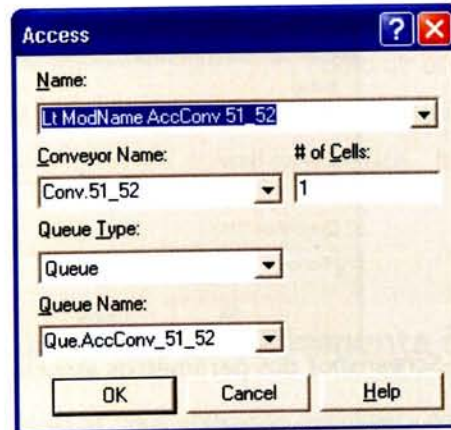 Access
Name:
Lt ModName AccConv 51_52
Conveyor Name: # of Cells:
Conv.51_52 1
Queue Type:
Queue
Queue Name:
Que.AccConv_51_52
OK Cancel Help